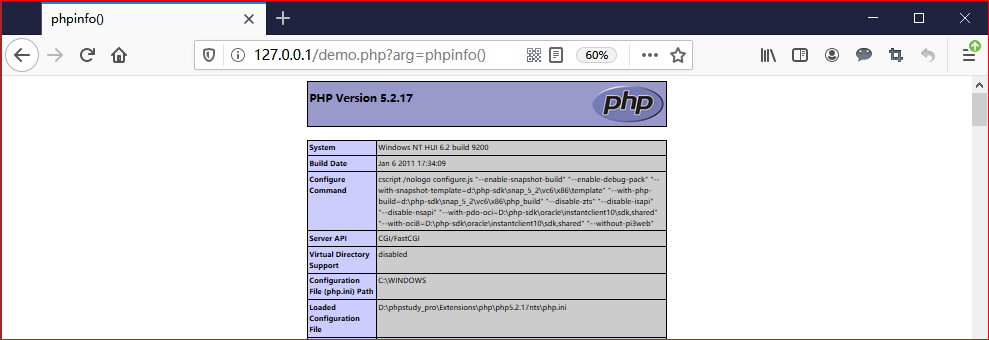 phpinfo()
127.0.0.1/demo.php?arg=phpinfo()
60%
PHP Version 5.2.17
php
System
Windows NT HUI 6.2 build 9200
Build Date
Jan 6 2011 17:34:09
Configure
Command
cscript /nologo configure.js "--enable-snapshot-build" "--enable-debug-pack" "--
with-snapshot-template=d:\php-sdk\snap_5_2\vc6\x86\template" "--with-php-
build=d:\php-sdk\snap_5_2\vc6\x86\php_build" "--disable-zts" "--disable-isapi"
"--disable-nsapi" "--with-pdo-oci=D:\php-sdk\oracle\instantclient10\sdk,shared"
"--with-oci8=D:\php-sdk\oracle\instantclient10\sdk,shared" "--without-pi3web"
Server API
CGI/FastCGI
Virtual Directory
Support
disabled
Configuration
File (php.ini) Path
C:\WINDOWS
Loaded
Configuration
File
D:\phpstudy_pro\Extensions\php\php5.2.17nts\php.ini